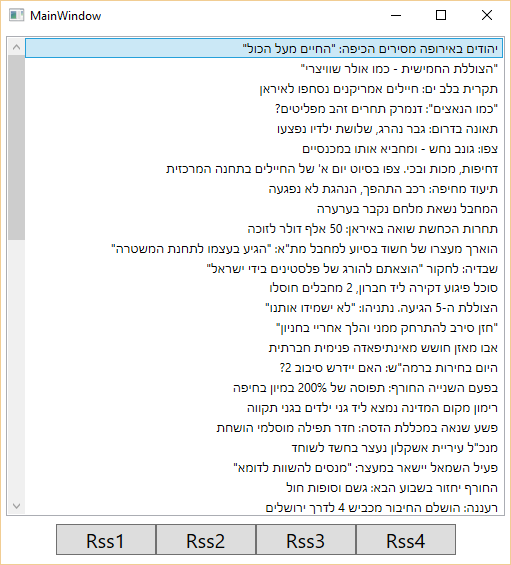 MainWindow
יהודים באירופה מסירים הכיפה: "החיים מעל הכול"
"הצוללת החמישית - כמו אולר שוויצרי"
תקרית בלב ים: חיילים אמריקנים נסחפו לאיראן
"כמו הנאצים": דנמרק תחרים זהב מפליטים?
תאונה בדרום: גבר נהרג, שלושת ילדיו נפצעו
צפו: גונב נחש - ומחביא אותו במכנסיים
דחיפות, מכות ובכי. צפו בסיוט יום א' של החיילים בתחנה המרכזית
תיעוד מחיפה: רכב התהפך, הנהגת לא נפגעה
המחבל נשאת מלחם נקבר בערערה
תחרות הכחשת שואה באיראן: 50 אלף דולר לזוכה
הוארך מעצרו של חשוד בסיוע למחבל מת"א: "הגיע בעצמו לתחנת המשטרה"
שבדיה: לחקור "הוצאתם להורג של פלסטינים בידי ישראל"
סוכל פיגוע דקירה ליד חברון, 2 מחבלים חוסלו
הצוללת ה-5 הגיעה. נתניהו: "לא ישמידו אותנו"
"חזן סירב להתרחק ממני והלך אחריי בחניון"
אבו מאזן חושש מאינתיפאדה פנימית חברתית
היום בחירות ברמה"ש: האם יידרש סיבוב 2?
בפעם השנייה החורף: תפוסה של 200% במיון בחיפה
רימון מקום המדינה נמצא ליד גני ילדים בגני תקווה
פשע שנאה במכללת הדסה: חדר תפילה מוסלמי הושחת
מנכ"ל עיריית אשקלון נעצר בחשד לשוחד
פעיל השמאל יישאר במעצר: "מנסים להשוות לדומא"
החורף יחזור בשבוע הבא: גשם וסופות חול
רעננה: הושלם החיבור מכביש 4 לדרך ירושלים
Rss1 Rss2 Rss3 Rss4